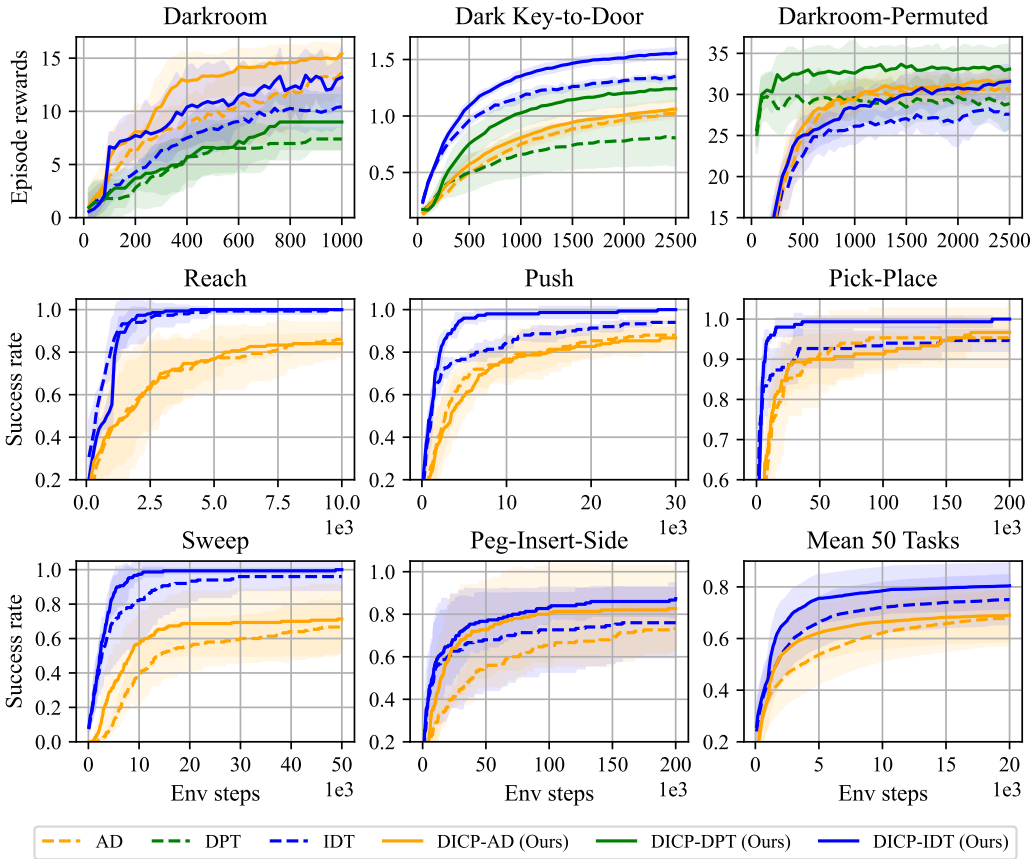 Darkroom
Dark Key-to-Door
Darkroom-Permuted
Episode rewards
15
10
5
0
0 200 400 600 800 1000
1.5
1.0
0.5
0 500 1000 1500 2000 2500
35
30
25
20
15
0 500 1000 1500 2000 2500
Reach
Push
Pick-Place
Success rate
1.0
0.8
0.6
0.4
0.2
0.0 2.5 5.0 7.5 10.0
1e3
1.0
0.8
0.6
0.4
0.2
0 10 20 30
1e3
1.0
0.9
0.8
0.7
0.6
0 50 100 150 200
1e3
Sweep
Peg-Insert-Side
Mean 50 Tasks
Success rate
1.0
0.8
0.6
0.4
0.2
0.0
0 10 20 30 40 50
Env steps
1e3
1.0
0.8
0.6
0.4
0.2
0 50 100 150 200
Env steps
1e3
0.8
0.6
0.4
0.2
0 5 10 15 20
Env steps
1e3
AD DPT IDT DICP-AD (Ours) DICP-DPT (Ours) DICP-IDT (Ours)